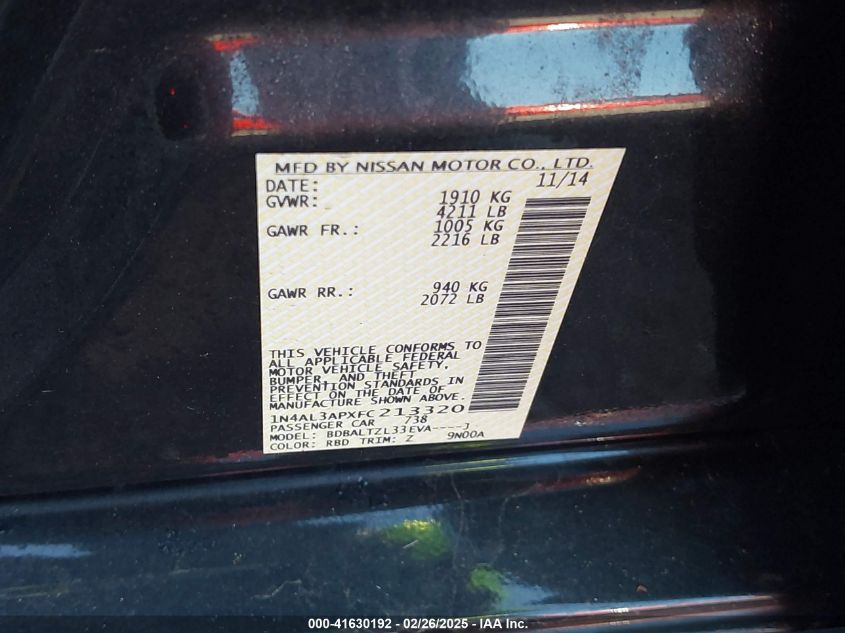 MFD BY NISSAN MOTOR CO., LTD.
DATE: 11/14
GVWR: 1910 KG
4211 LB
GAWR FR.: 1005 KG
2216 LB
GAWR RR.: 940 KG
2072 LB
THIS VEHICLE CONFORMS TO
ALL APPLICABLE FEDERAL
MOTOR VEHICLE SAFETY,
BUMPER, AND THEFT
PREVENTION STANDARDS IN
EFFECT ON THE DATE OF
MANUFACTURE SHOWN ABOVE.
1N4AL3APXFC213320
PASSENGER CAR 738
MODEL: BDBALTZL33EVA----J
COLOR: RBD TRIM: Z 9N00A
000-41630192 - 02/26/2025 - IAA Inc.